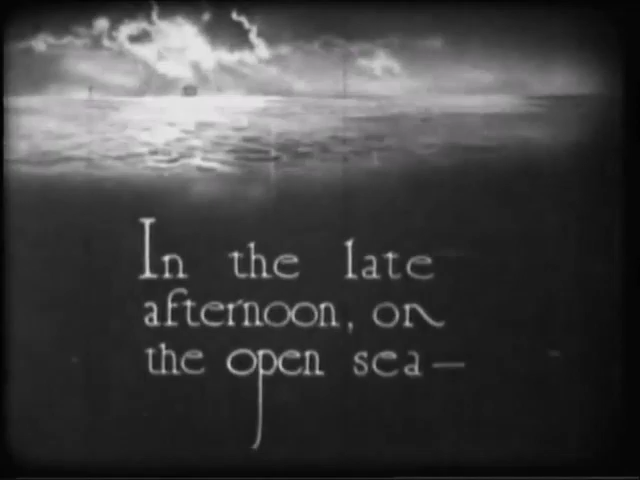 In the late
afternoon, on
the open sea—